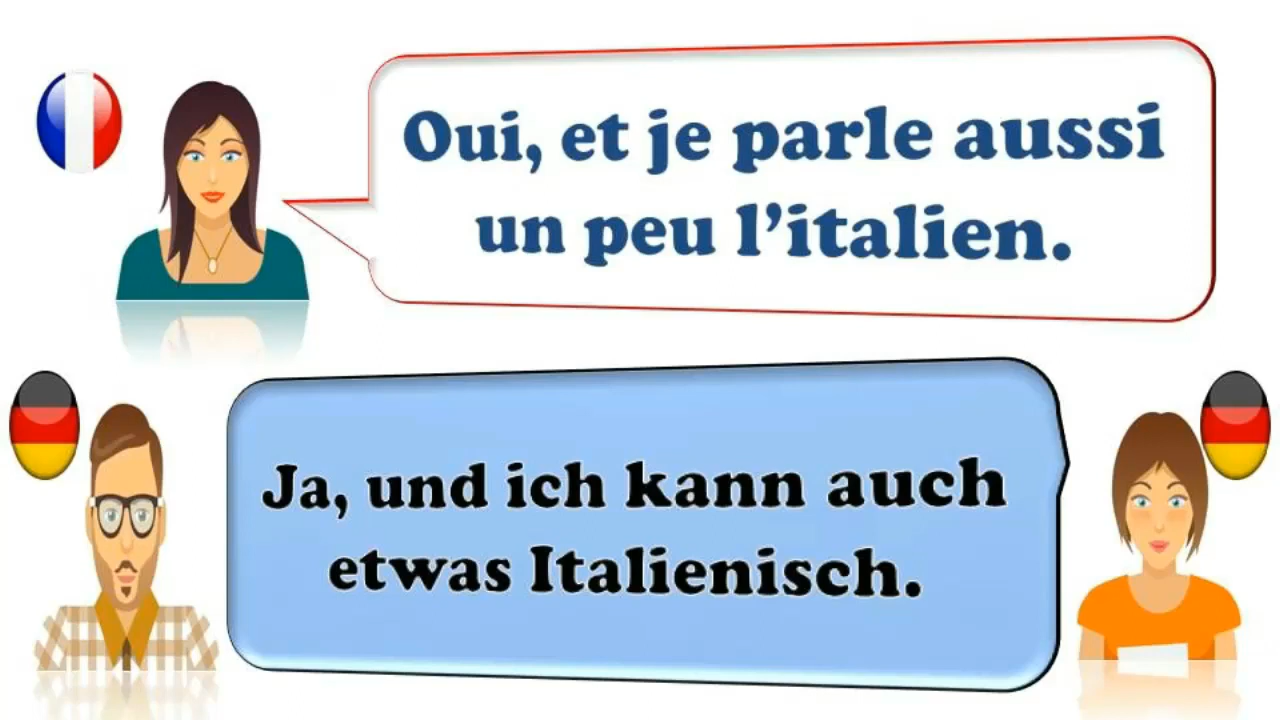 Oui, et je parle aussi
un peu l’italien.
Ja, und ich kann auch
etwas Italienisch.